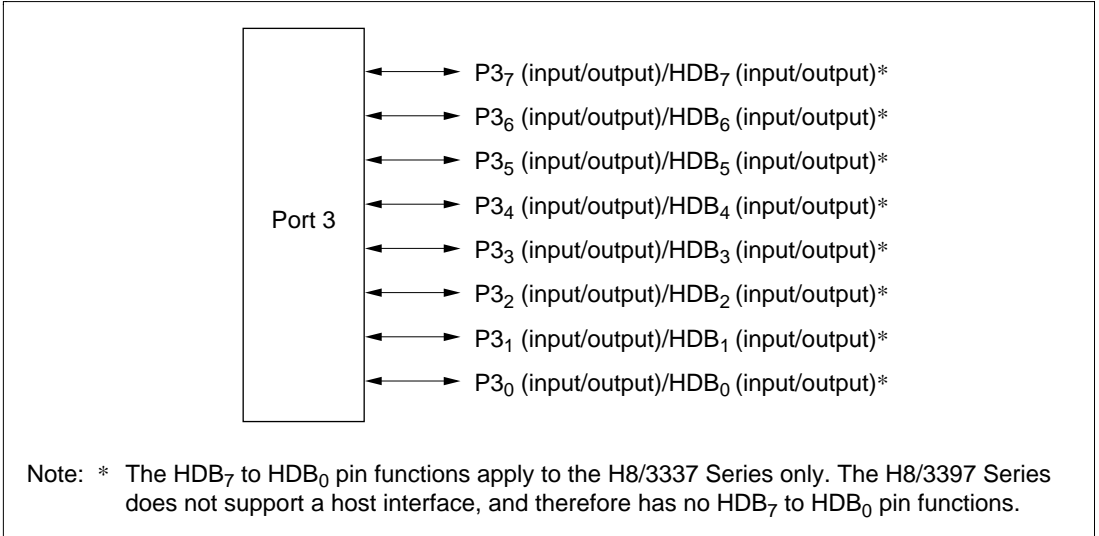 P3₇ (input/output)/HDB₇ (input/output)*
P3₆ (input/output)/HDB₆ (input/output)*
P3₅ (input/output)/HDB₅ (input/output)*
P3₄ (input/output)/HDB₄ (input/output)*
Port 3
P3₃ (input/output)/HDB₃ (input/output)*
P3₂ (input/output)/HDB₂ (input/output)*
P3₁ (input/output)/HDB₁ (input/output)*
P3₀ (input/output)/HDB₀ (input/output)*
Note: * The HDB₇ to HDB₀ pin functions apply to the H8/3337 Series only. The H8/3397 Series
does not support a host interface, and therefore has no HDB₇ to HDB₀ pin functions.